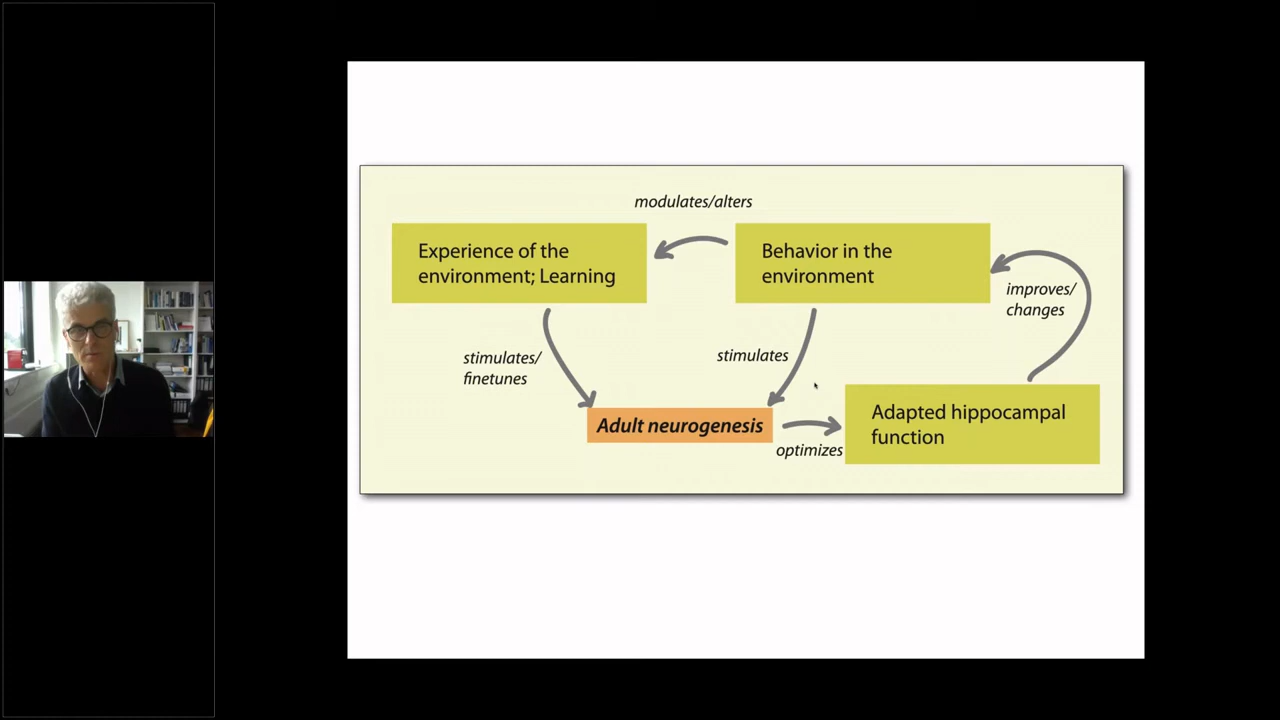 modulates/alters
Experience of the
environment; Learning
Behavior in the
environment
improves/
changes
stimulates/
finetunes
stimulates
Adult neurogenesis
optimizes
Adapted hippocampal
function